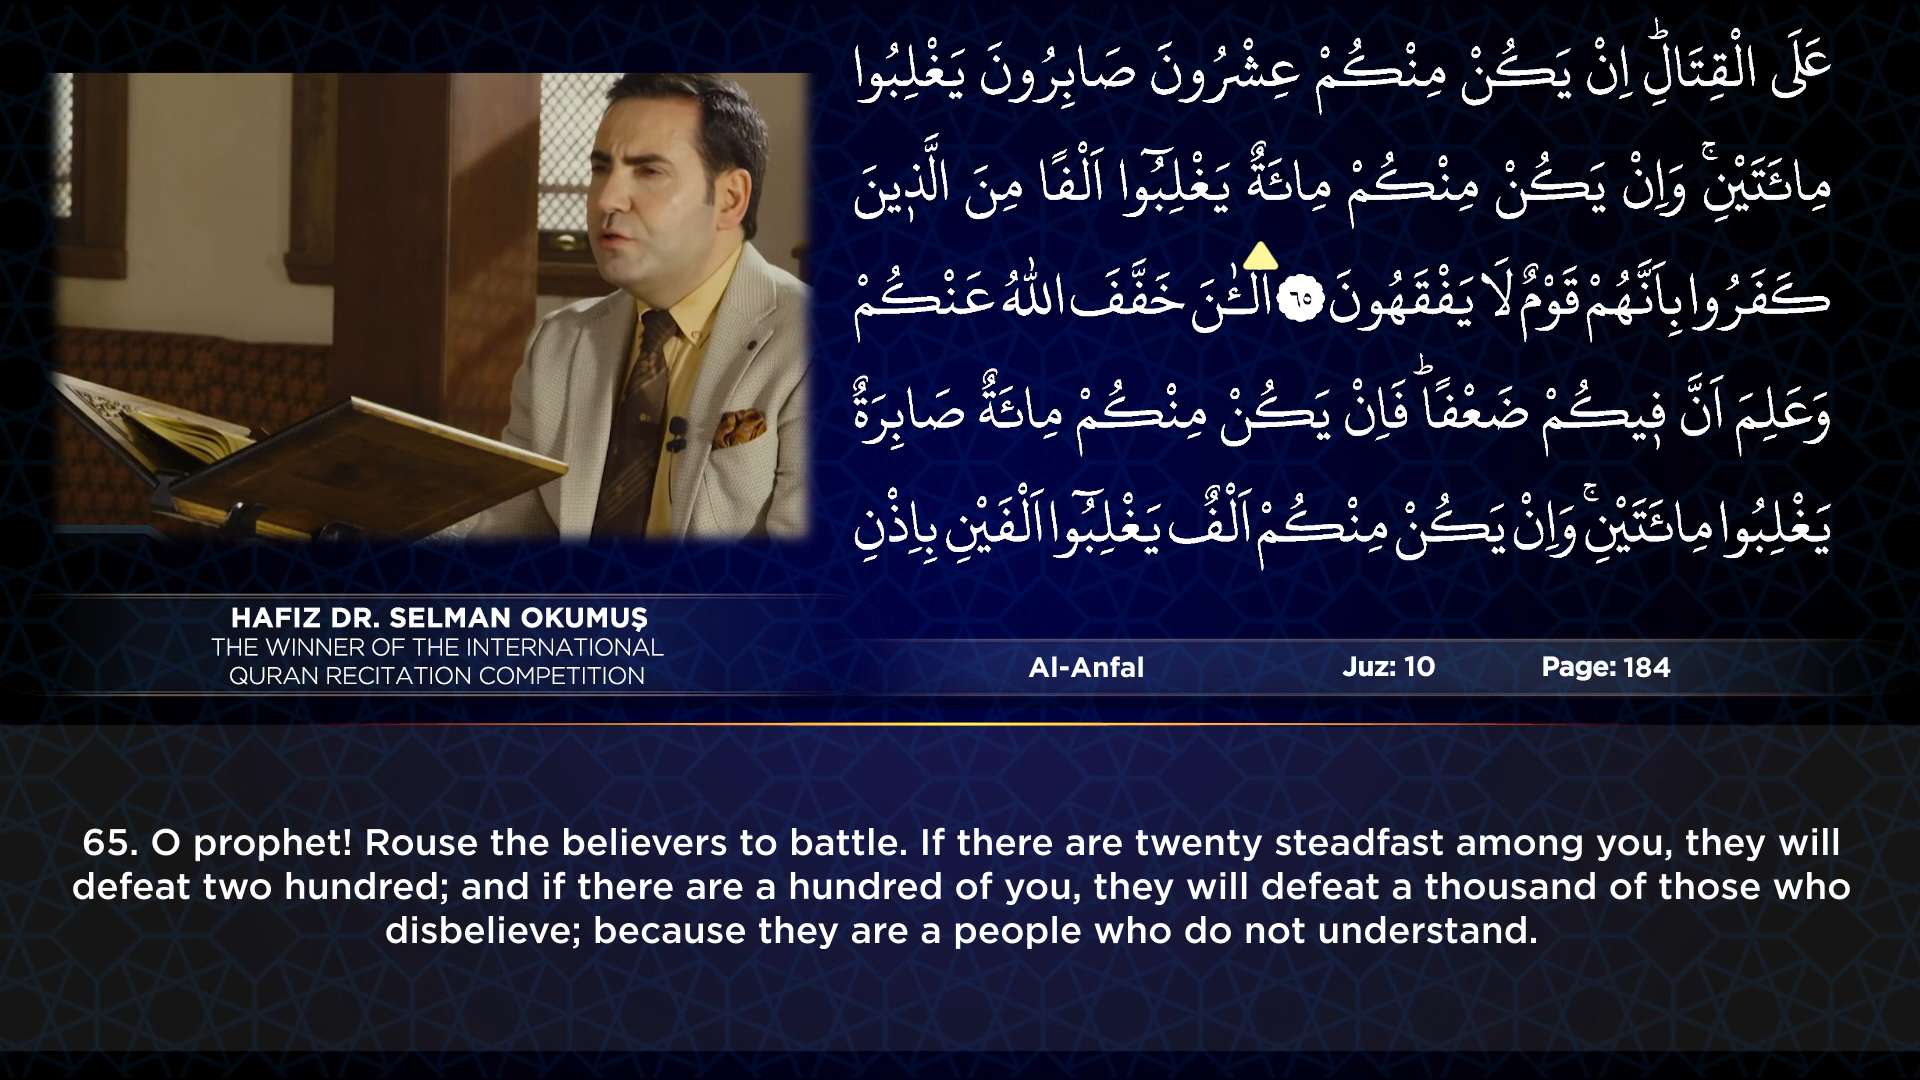 عَلَى الْقِتَالِۜ اِنْ يَكُنْ مِنْكُمْ عِشْرُونَ صَابِرُونَ يَغْلِبُوا
مِائَتَيْنِۚ وَاِنْ يَكُنْ مِنْكُمْ مِائَةٌ يَغْلِبُٓوا اَلْفًا مِنَ الَّذ۪ينَ
كَفَرُوا بِاَنَّهُمْ قَوْمٌ لَا يَفْقَهُونَ ٦٥ اَلْـٰٔنَ خَفَّفَ اللّٰهُ عَنْكُمْ
وَعَلِمَ اَنَّ ف۪يكُمْ ضَعْفًاۜ فَاِنْ يَكُنْ مِنْكُمْ مِائَةٌ صَابِرَةٌ
يَغْلِبُوا مِائَتَيْنِۚ وَاِنْ يَكُنْ مِنْكُمْ اَلْفٌ يَغْلِبُٓوا اَلْفَيْنِ بِاِذْنِ
HAFIZ DR. SELMAN OKUMUŞ
THE WINNER OF THE INTERNATIONAL
QURAN RECITATION COMPETITION
Al-Anfal Juz: 10 Page: 184
65. O prophet! Rouse the believers to battle. If there are twenty steadfast among you, they will
defeat two hundred; and if there are a hundred of you, they will defeat a thousand of those who
disbelieve; because they are a people who do not understand.